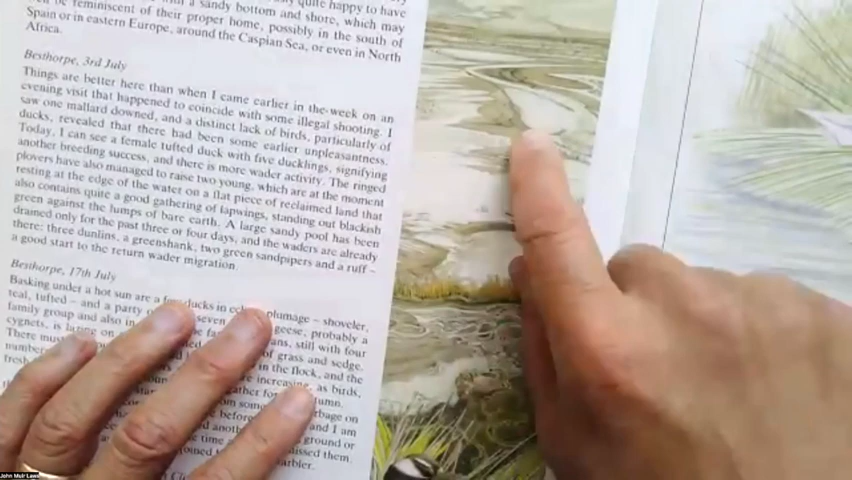 with a sandy bottom and shore, which may
be reminiscent of their proper home, possibly in the south of
Spain or in eastern Europe, around the Caspian Sea, or even in North
Africa.
Besthorpe, 3rd July
Things are better here than when I came earlier in the week on an
evening visit that happened to coincide with some illegal shooting. I
saw one mallard downed, and a distinct lack of birds, particularly of
ducks, revealed that there had been some earlier unpleasantness.
Today, I can see a female tufted duck with five ducklings, signifying
another breeding success, and there is more wader activity. The ringed
plovers have also managed to raise two young, which are at the moment
resting at the edge of the water on a flat piece of reclaimed land that
also contains quite a good gathering of lapwings, standing out blackish
green against the lumps of bare earth. A large sandy pool has been
drained only for the past three or four days, and the waders are already
there: three dunlins, a greenshank, two green sandpipers and a ruff –
a good start to the return wader migration.
Besthorpe, 17th July
Basking under a hot sun are a few ducks in plumage – shoveler,
teal, tufted – and a party of seven geese, probably a
family group and also still with four
cygnets, is of grass and sedge.
There in the flock, and the
are increasing, as birds,
on
and I am
ground or
missed them.
John Muir Laws